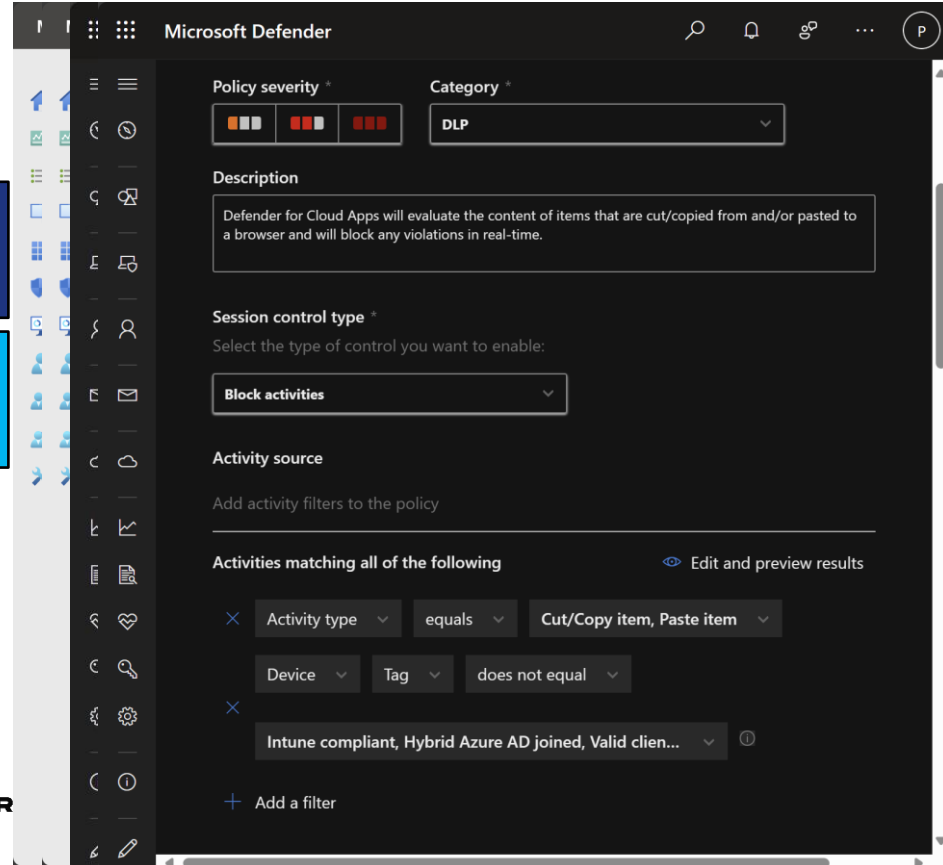 Microsoft Defender
P
Policy severity *
Category *
DLP
Description
Defender for Cloud Apps will evaluate the content of items that are cut/copied from and/or pasted to
a browser and will block any violations in real-time.
Session control type *
Select the type of control you want to enable:
Block activities
Activity source
Add activity filters to the policy
Activities matching all of the following
Edit and preview results
Activity type equals Cut/Copy item, Paste item
Device Tag does not equal
Intune compliant, Hybrid Azure AD joined, Valid clien...
Add a filter
R